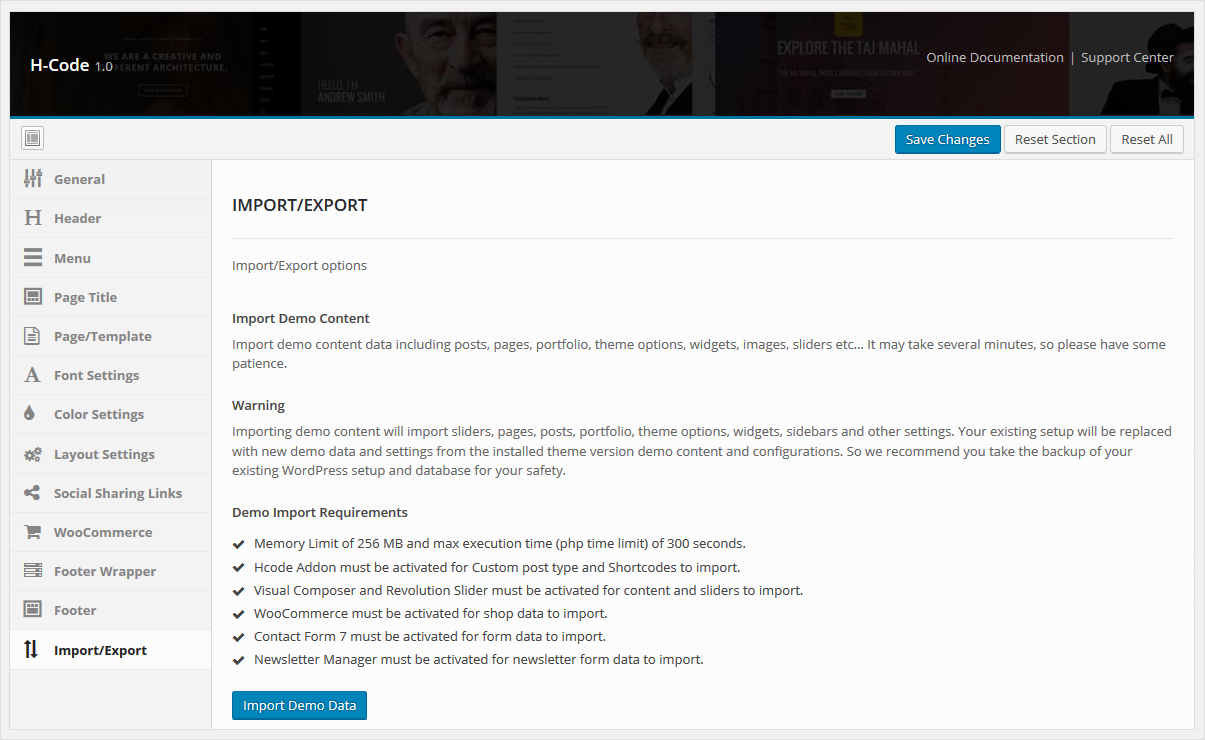 WE ARE A CREATIVE AND
DIFFERENT ARCHITECTURE.
HELLO, I'M
ANDREW SMITH
EXPLORE THE TAJ MAHAL
H-Code 1.0
Online Documentation | Support Center
Save Changes
Reset Section
Reset All
General
Header
Menu
Page Title
Page/Template
Font Settings
Color Settings
Layout Settings
Social Sharing Links
WooCommerce
Footer Wrapper
Footer
Import/Export
IMPORT/EXPORT
Import/Export options
Import Demo Content
Import demo content data including posts, pages, portfolio, theme options, widgets, images, sliders etc... It may take several minutes, so please have some
patience.
Warning
Importing demo content will import sliders, pages, posts, portfolio, theme options, widgets, sidebars and other settings. Your existing setup will be replaced
with new demo data and settings from the installed theme version demo content and configurations. So we recommend you take the backup of your
existing WordPress setup and database for your safety.
Demo Import Requirements
Memory Limit of 256 MB and max execution time (php time limit) of 300 seconds.
Hcode Addon must be activated for Custom post type and Shortcodes to import.
Visual Composer and Revolution Slider must be activated for content and sliders to import.
WooCommerce must be activated for shop data to import.
Contact Form 7 must be activated for form data to import.
Newsletter Manager must be activated for newsletter form data to import.
Import Demo Data